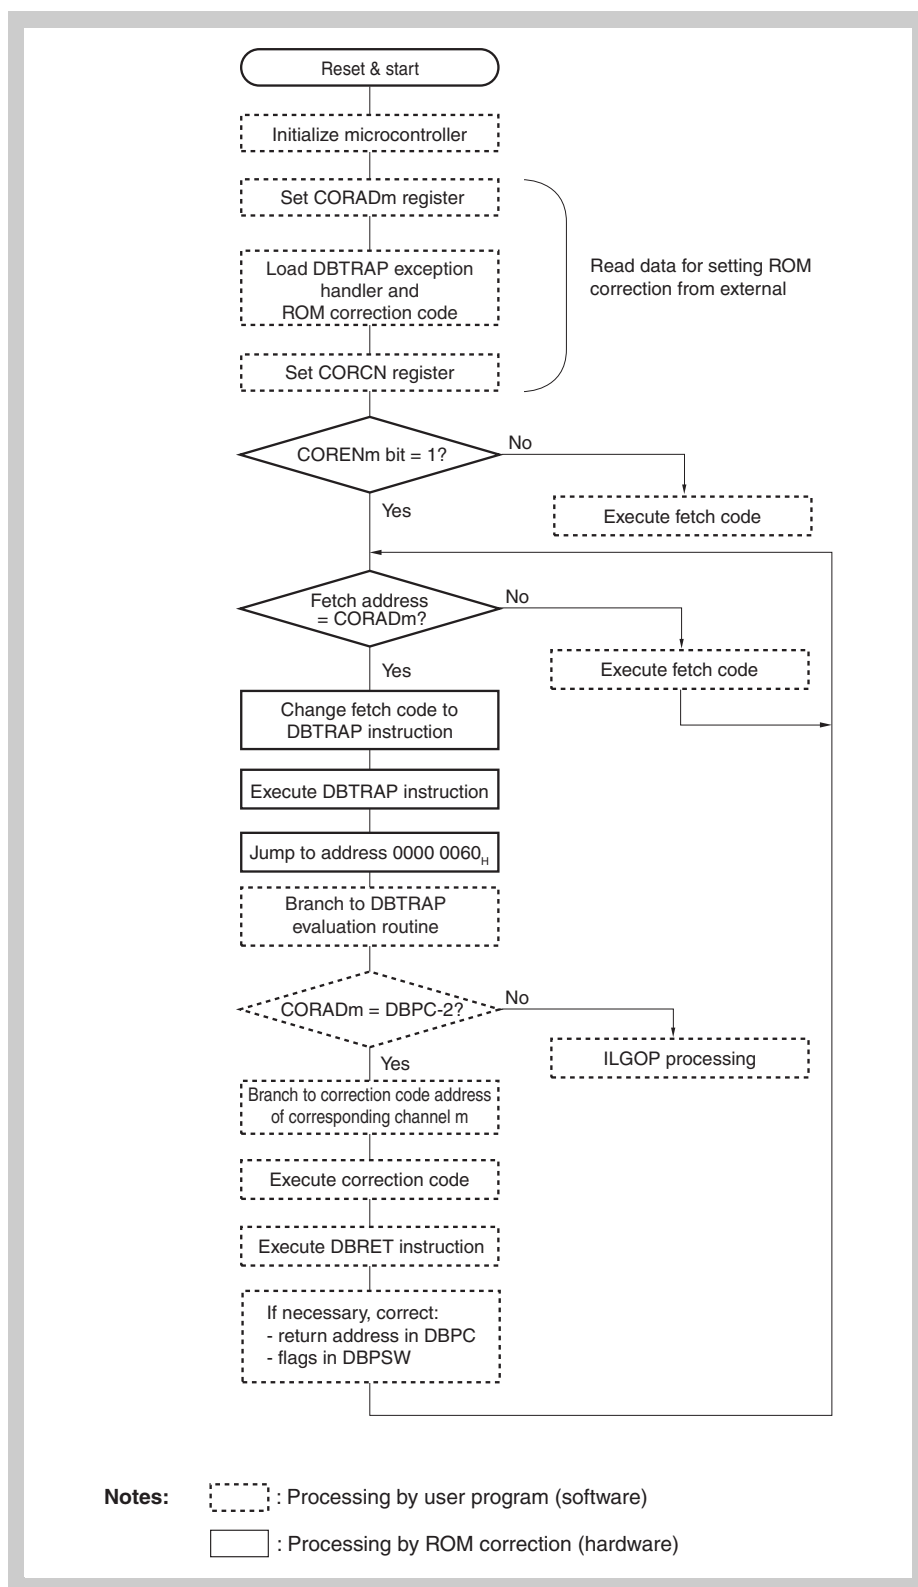 Reset & start
Initialize microcontroller
Set CORADm register
Load DBTRAP exception
handler and
ROM correction code
Set CORCN register
Read data for setting ROM
correction from external
CORENm bit = 1?
No
Yes
Execute fetch code
Fetch address
= CORADm?
No
Yes
Execute fetch code
Change fetch code to
DBTRAP instruction
Execute DBTRAP instruction
Jump to address 0000 0060H
Branch to DBTRAP
evaluation routine
CORADm = DBPC-2?
No
Yes
ILGOP processing
Branch to correction code address
of corresponding channel m
Execute correction code
Execute DBRET instruction
If necessary, correct:
- return address in DBPC
- flags in DBPSW
Notes:
: Processing by user program (software)
: Processing by ROM correction (hardware)